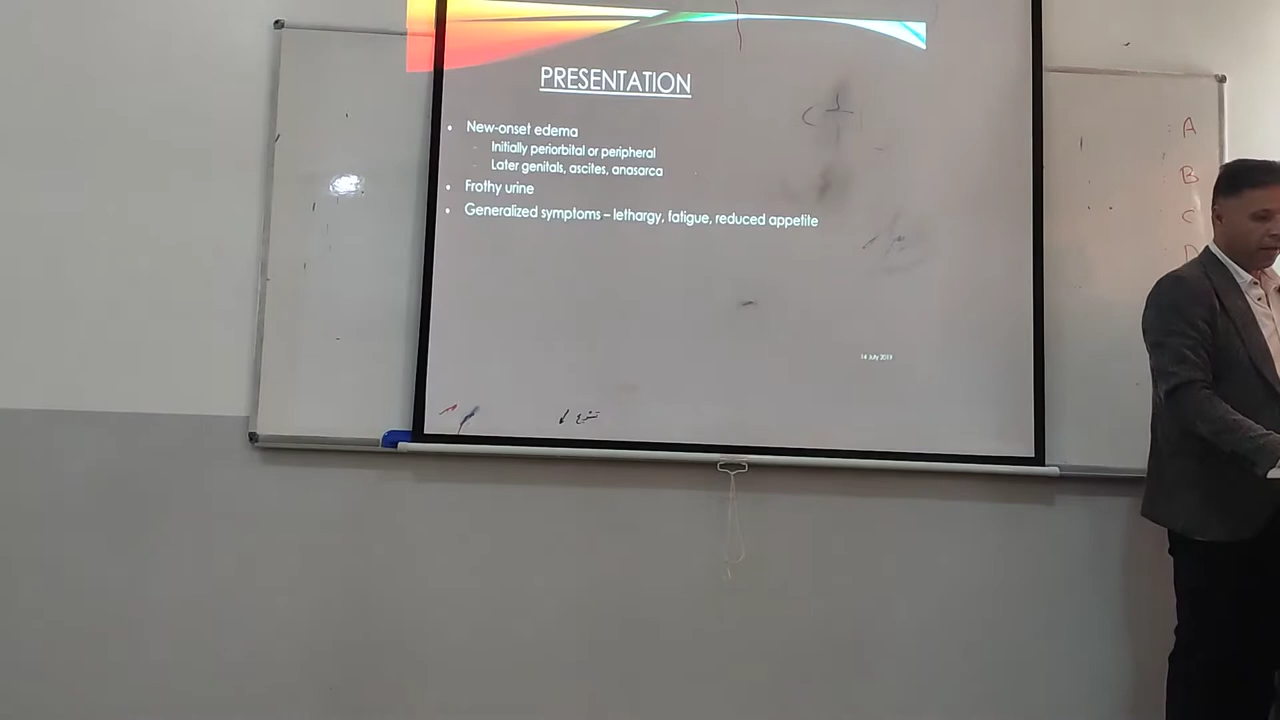 PRESENTATION
New-onset edema
Initially periorbital or peripheral
Later genitals, ascites, anasarca
Frothy urine
Generalized symptoms – lethargy, fatigue, reduced appetite
14 July 2019
A
B
C
D